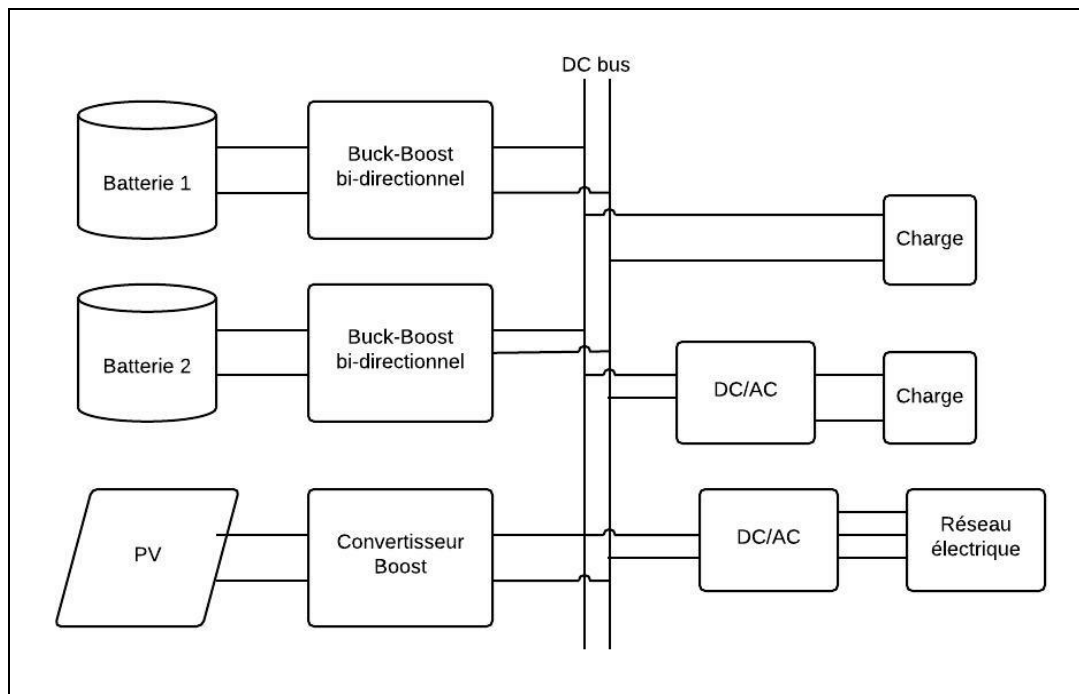 DC bus
Batterie 1
Buck-Boost
bi-directionnel
Charge
Batterie 2
Buck-Boost
bi-directionnel
DC/AC
Charge
PV
Convertisseur
Boost
DC/AC
Réseau
électrique